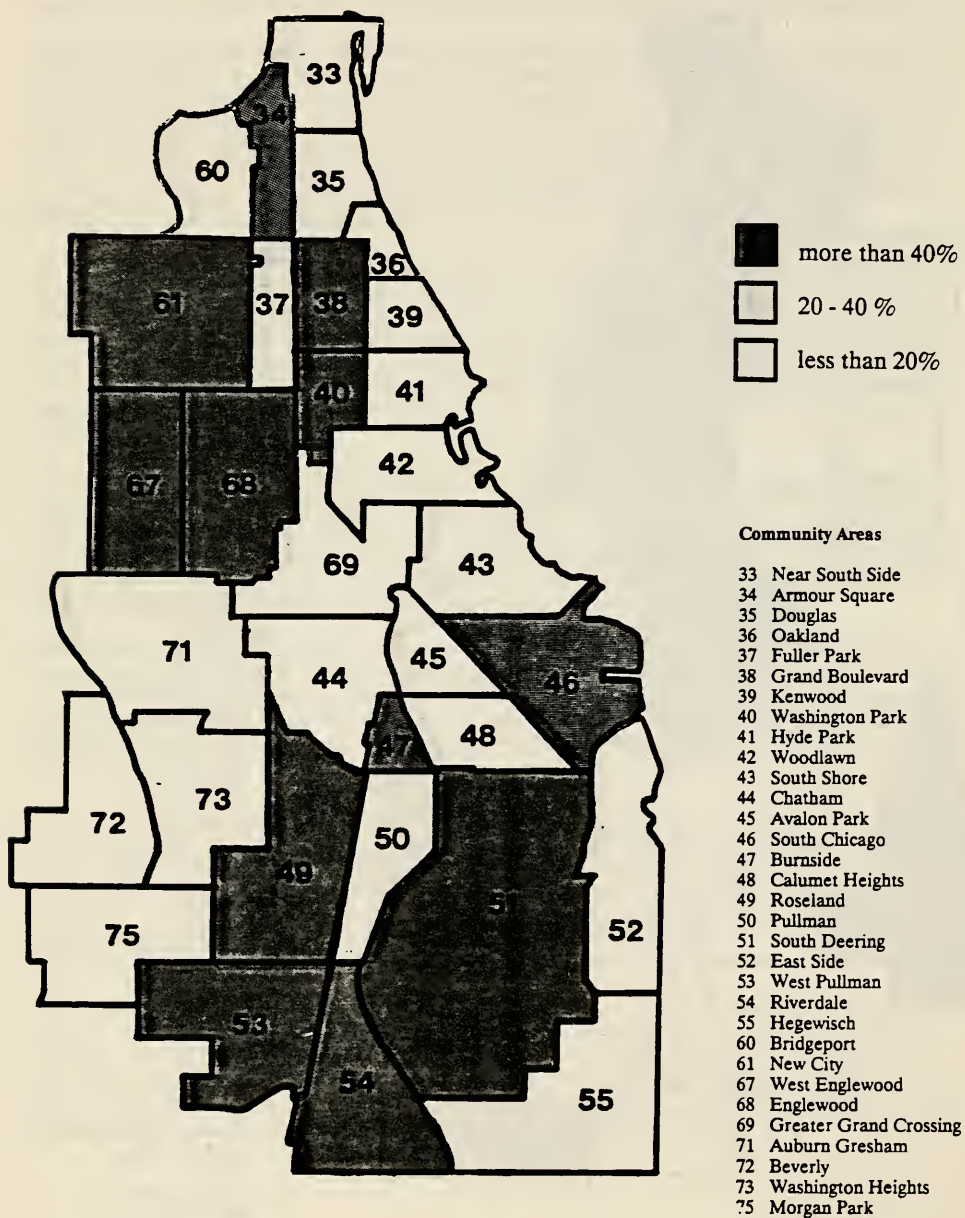 33
34
60
35
36
61
37
38
39
40
41
42
67
68
69
43
71
44
45
46
47
48
72
73
49
50
51
52
75
53
54
55
more than 40%
20 - 40 %
less than 20%
Community Areas
33 Near South Side
34 Armour Square
35 Douglas
36 Oakland
37 Fuller Park
38 Grand Boulevard
39 Kenwood
40 Washington Park
41 Hyde Park
42 Woodlawn
43 South Shore
44 Chatham
45 Avalon Park
46 South Chicago
47 Burnside
48 Calumet Heights
49 Roseland
50 Pullman
51 South Deering
52 East Side
53 West Pullman
54 Riverdale
55 Hegewisch
60 Bridgeport
61 New City
67 West Englewood
68 Englewood
69 Greater Grand Crossing
71 Auburn Gresham
72 Beverly
73 Washington Heights
75 Morgan Park